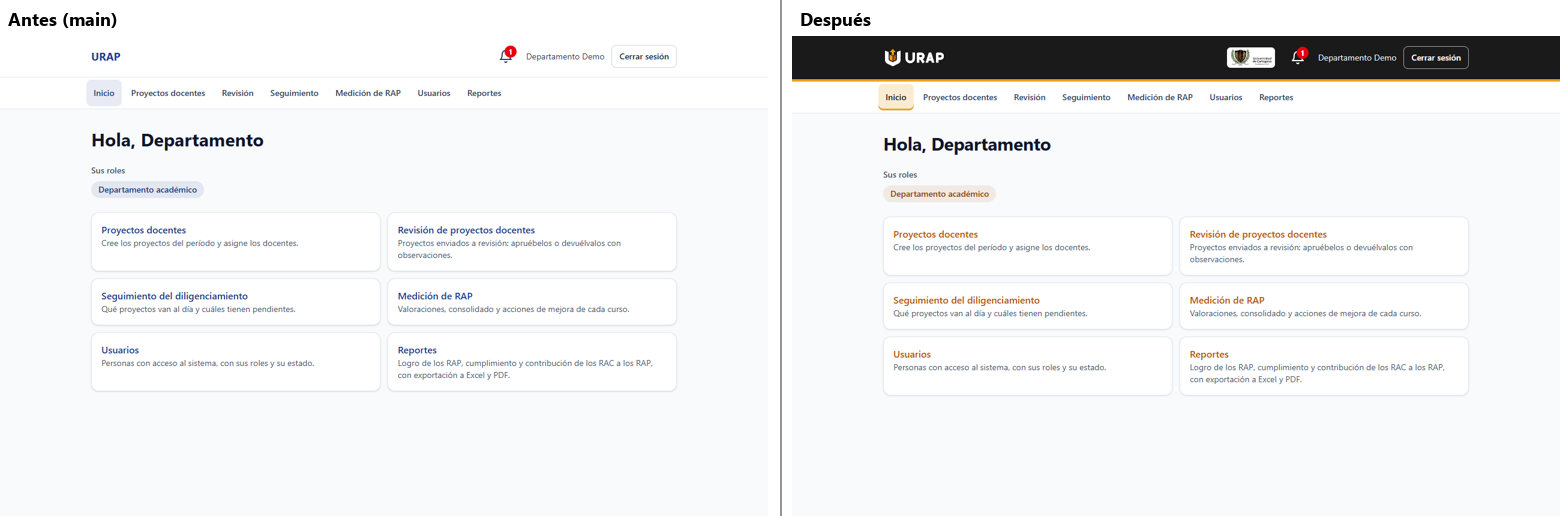 Antes (main)
URAP
1
Departamento Demo
Cerrar sesión
Inicio
Proyectos docentes
Revisión
Seguimiento
Medición de RAP
Usuarios
Reportes
Hola, Departamento
Sus roles
Departamento académico
Proyectos docentes
Cree los proyectos del período y asigne los docentes.
Revisión de proyectos docentes
Proyectos enviados a revisión: apruébelos o devuélvalos con
observaciones.
Seguimiento del diligenciamiento
Qué proyectos van al día y cuáles tienen pendientes.
Medición de RAP
Valoraciones, consolidado y acciones de mejora de cada curso.
Usuarios
Personas con acceso al sistema, con sus roles y su estado.
Reportes
Logro de los RAP, cumplimiento y contribución de los RAC a los RAP,
con exportación a Excel y PDF.
Después
URAP
Universidad
de Cartagena
1
Departamento Demo
Cerrar sesión
Inicio
Proyectos docentes
Revisión
Seguimiento
Medición de RAP
Usuarios
Reportes
Hola, Departamento
Sus roles
Departamento académico
Proyectos docentes
Cree los proyectos del período y asigne los docentes.
Revisión de proyectos docentes
Proyectos enviados a revisión: apruébelos o devuélvalos con
observaciones.
Seguimiento del diligenciamiento
Qué proyectos van al día y cuáles tienen pendientes.
Medición de RAP
Valoraciones, consolidado y acciones de mejora de cada curso.
Usuarios
Personas con acceso al sistema, con sus roles y su estado.
Reportes
Logro de los RAP, cumplimiento y contribución de los RAC a los RAP,
con exportación a Excel y PDF.